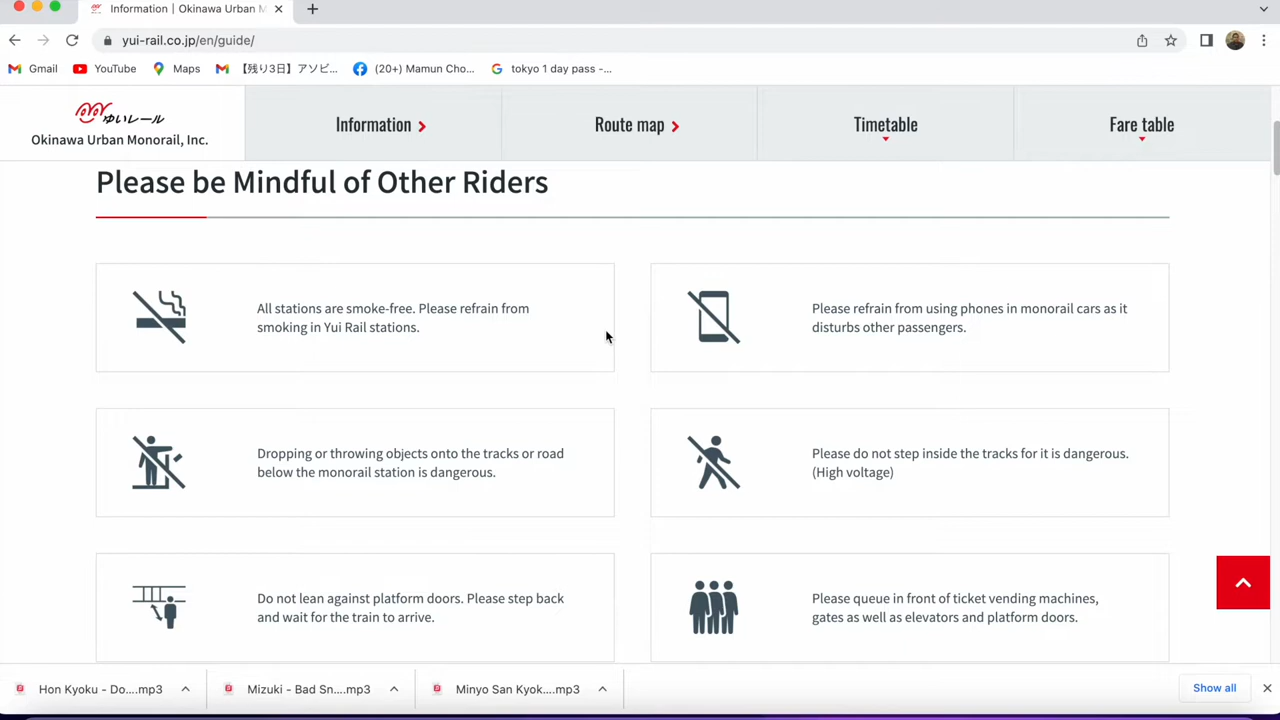 Information | Okinawa Urban M
yui-rail.co.jp/en/guide/
Gmail
YouTube
Maps
【残り3日】アソビ...
(20+) Mamun Cho...
tokyo 1 day pass -...
ゆいレール
Okinawa Urban Monorail, Inc.
Information
Route map
Timetable
Fare table
Please be Mindful of Other Riders
All stations are smoke-free. Please refrain from
smoking in Yui Rail stations.
Please refrain from using phones in monorail cars as it
disturbs other passengers.
Dropping or throwing objects onto the tracks or road
below the monorail station is dangerous.
Please do not step inside the tracks for it is dangerous.
(High voltage)
Do not lean against platform doors. Please step back
and wait for the train to arrive.
Please queue in front of ticket vending machines,
gates as well as elevators and platform doors.
Hon Kyoku - Do....mp3
Mizuki - Bad Sn....mp3
Minyo San Kyok....mp3
Show all